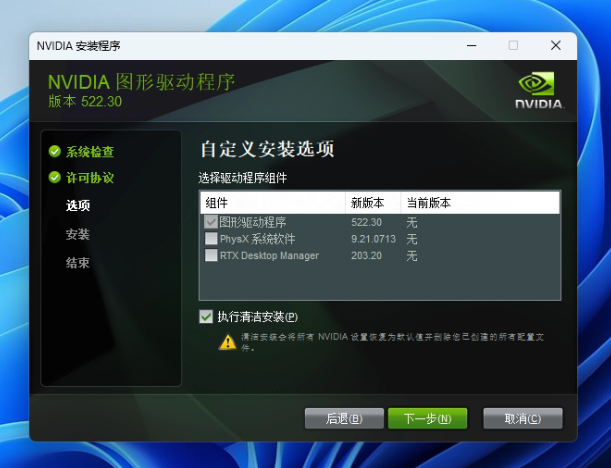 NVIDIA 安装程序
NVIDIA 图形驱动程序
版本 522.30
NVIDIA.
系统检查
许可协议
选项
安装
结束
自定义安装选项
选择驱动程序组件
组件 新版本 当前版本
图形驱动程序 522.30 无
PhysX 系统软件 9.21.0713 无
RTX Desktop Manager 203.20 无
执行清洁安装(P)
清洁安装会将所有 NVIDIA 设置恢复为默认值并删除您已创建的所有配置文
件。
后退(B) 下一步(N) 取消(C)